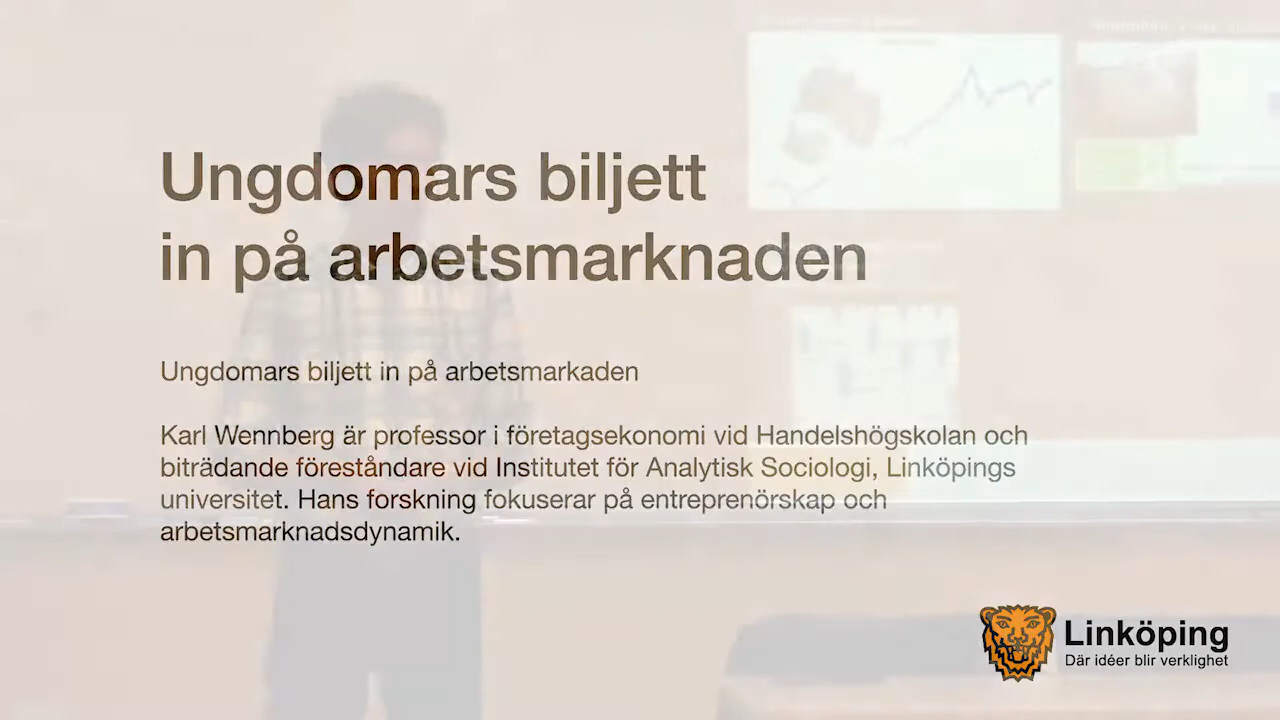 Ungdomars biljett
in på arbetsmarknaden
Ungdomars biljett in på arbetsmarkaden
Karl Wennberg är professor i företagsekonomi vid Handelshögskolan och
biträdande föreståndare vid Institutet för Analytisk Sociologi, Linköpings
universitet. Hans forskning fokuserar på entreprenörskap och
arbetsmarknadsdynamik.
Linköping
Där idéer blir verklighet